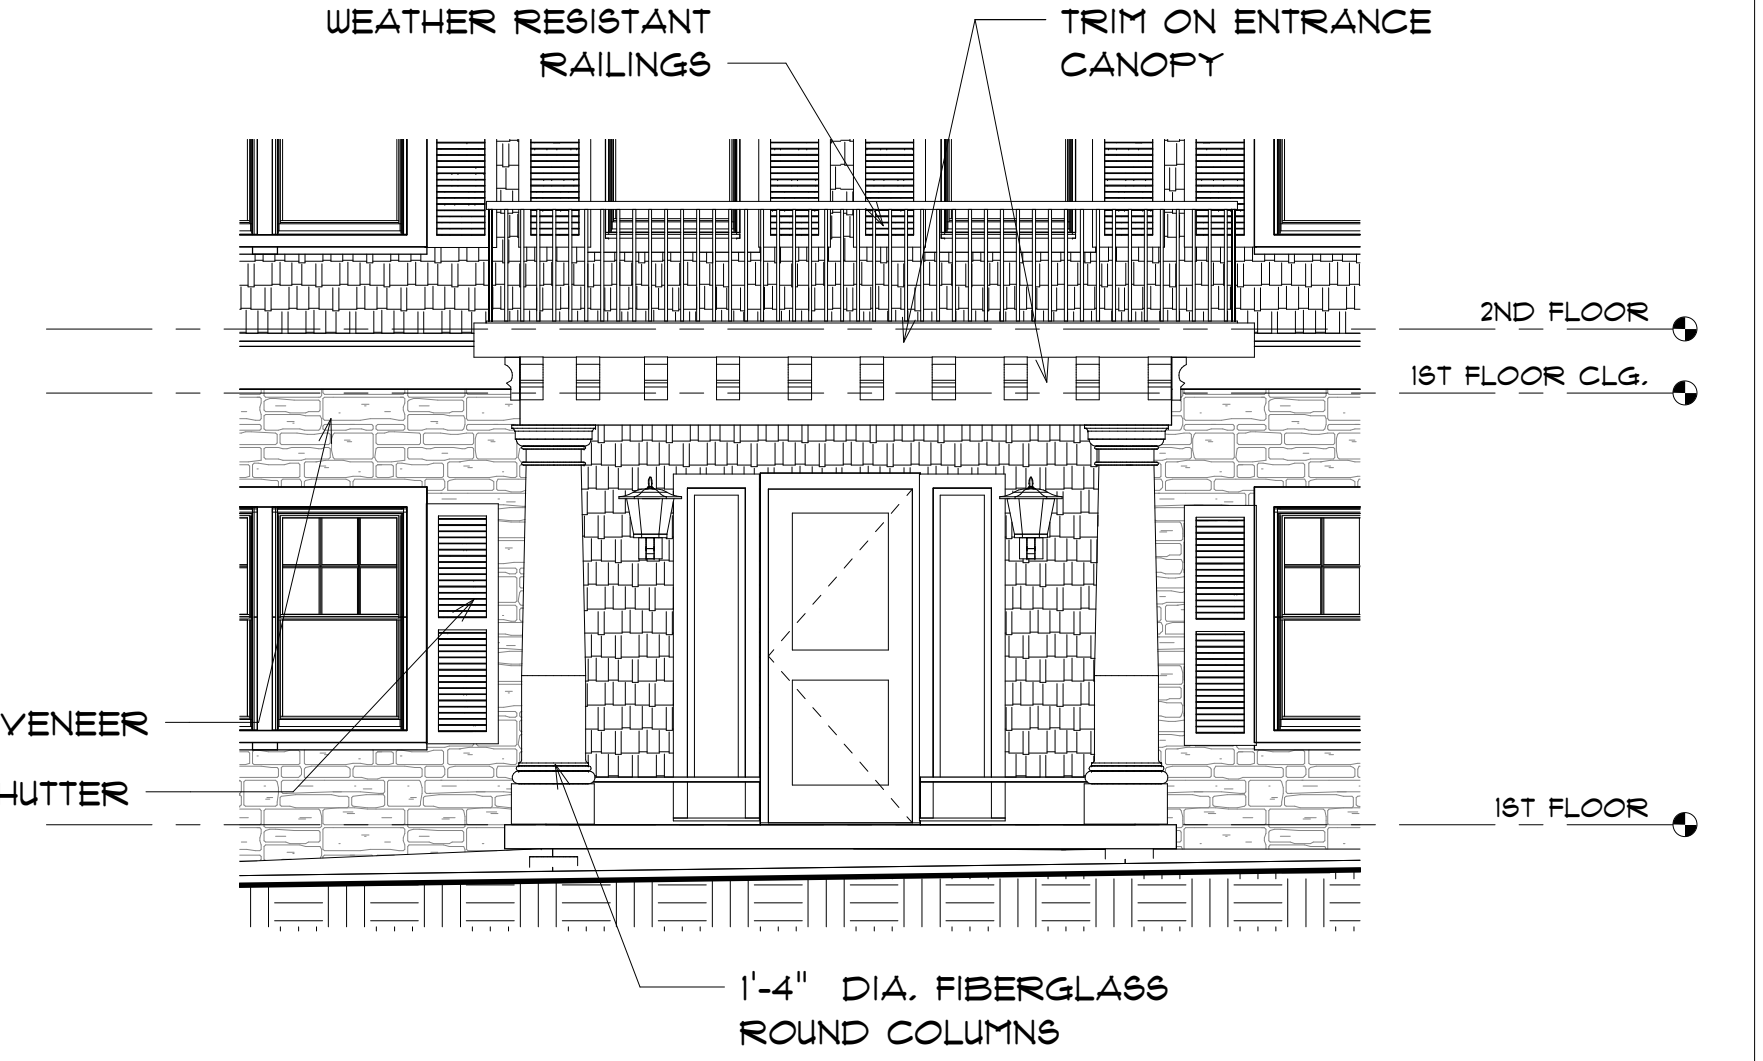 WEATHER RESISTANT
RAILINGS
TRIM ON ENTRANCE
CANOPY
2ND FLOOR
1ST FLOOR CLG.
VENEER
HUTTER
1ST FLOOR
1'-4" DIA. FIBERGLASS
ROUND COLUMNS